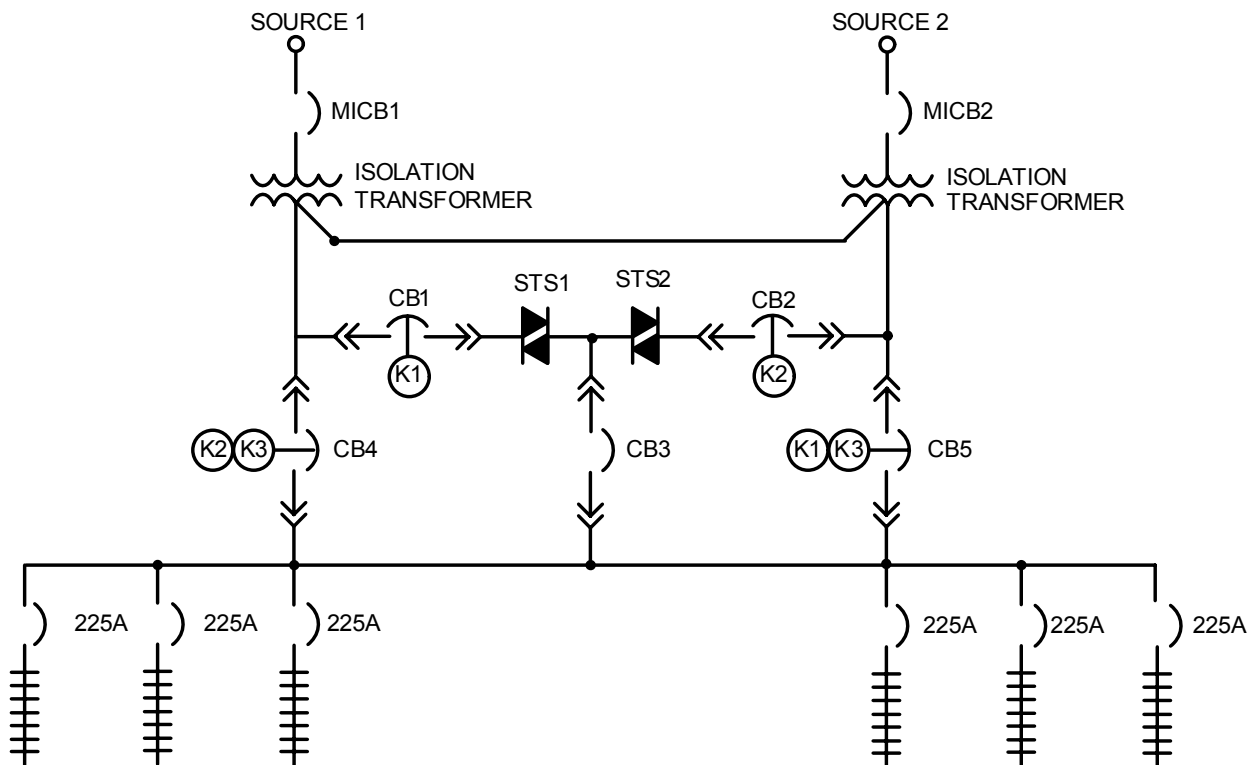 SOURCE 1
SOURCE 2
MICB1
MICB2
ISOLATION
TRANSFORMER
ISOLATION
TRANSFORMER
STS1
STS2
CB1
CB2
K1
K2
K2
K3
CB4
CB3
K1
K3
CB5
225A
225A
225A
225A
225A
225A